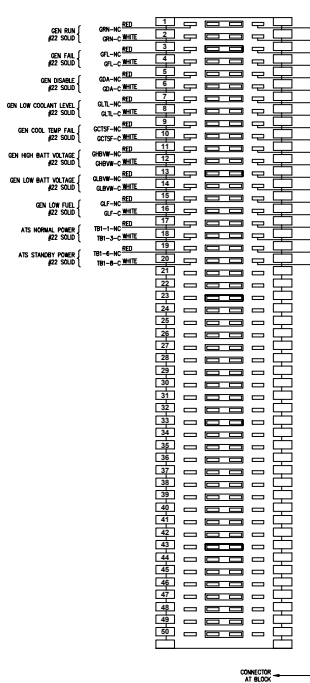 RED 1
GEN RUN GRN-NC
#22 SOLID GRN-C WHITE 2
RED 3
GEN FAIL GFL-NC
#22 SOLID GFL-C WHITE 4
RED 5
GEN DISABLE GDA-NC
#22 SOLID GDA-C WHITE 6
RED 7
GEN LOW COOLANT LEVEL GLTL-NC
#22 SOLID GLTL-C WHITE 8
RED 9
GEN COOL TEMP FAIL GCTSF-NC
#22 SOLID GCTSF-C WHITE 10
RED 11
GEN HIGH BATT VOLTAGE GHBVW-NC
#22 SOLID GHBVW-C WHITE 12
RED 13
GEN LOW BATT VOLTAGE GLBVW-NC
#22 SOLID GLBVW-C WHITE 14
RED 15
GEN LOW FUEL GLF-NC
#22 SOLID GLF-C WHITE 16
RED 17
ATS NORMAL POWER TB1-1-NC
#22 SOLID TB1-3-C WHITE 18
RED 19
ATS STANDBY POWER TB1-6-NC
#22 SOLID TB1-8-C WHITE 20
21
22
23
24
25
26
27
28
29
30
31
32
33
34
35
36
37
38
39
40
41
42
43
44
45
46
47
48
49
50
CONNECTOR
AT BLOCK